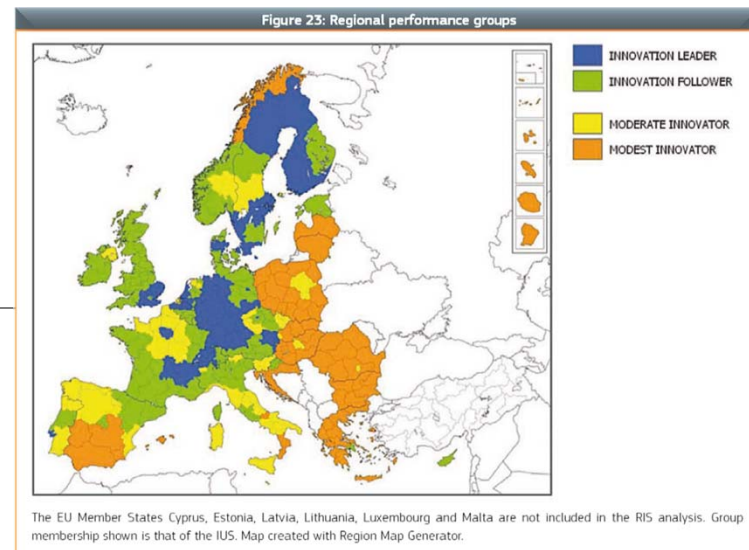 Figure 23: Regional performance groups
INNOVATION LEADER
INNOVATION FOLLOWER
MODERATE INNOVATOR
MODEST INNOVATOR
The EU Member States Cyprus, Estonia, Latvia, Lithuania, Luxembourg and Malta are not included in the RIS analysis. Group
membership shown is that of the IUS. Map created with Region Map Generator.